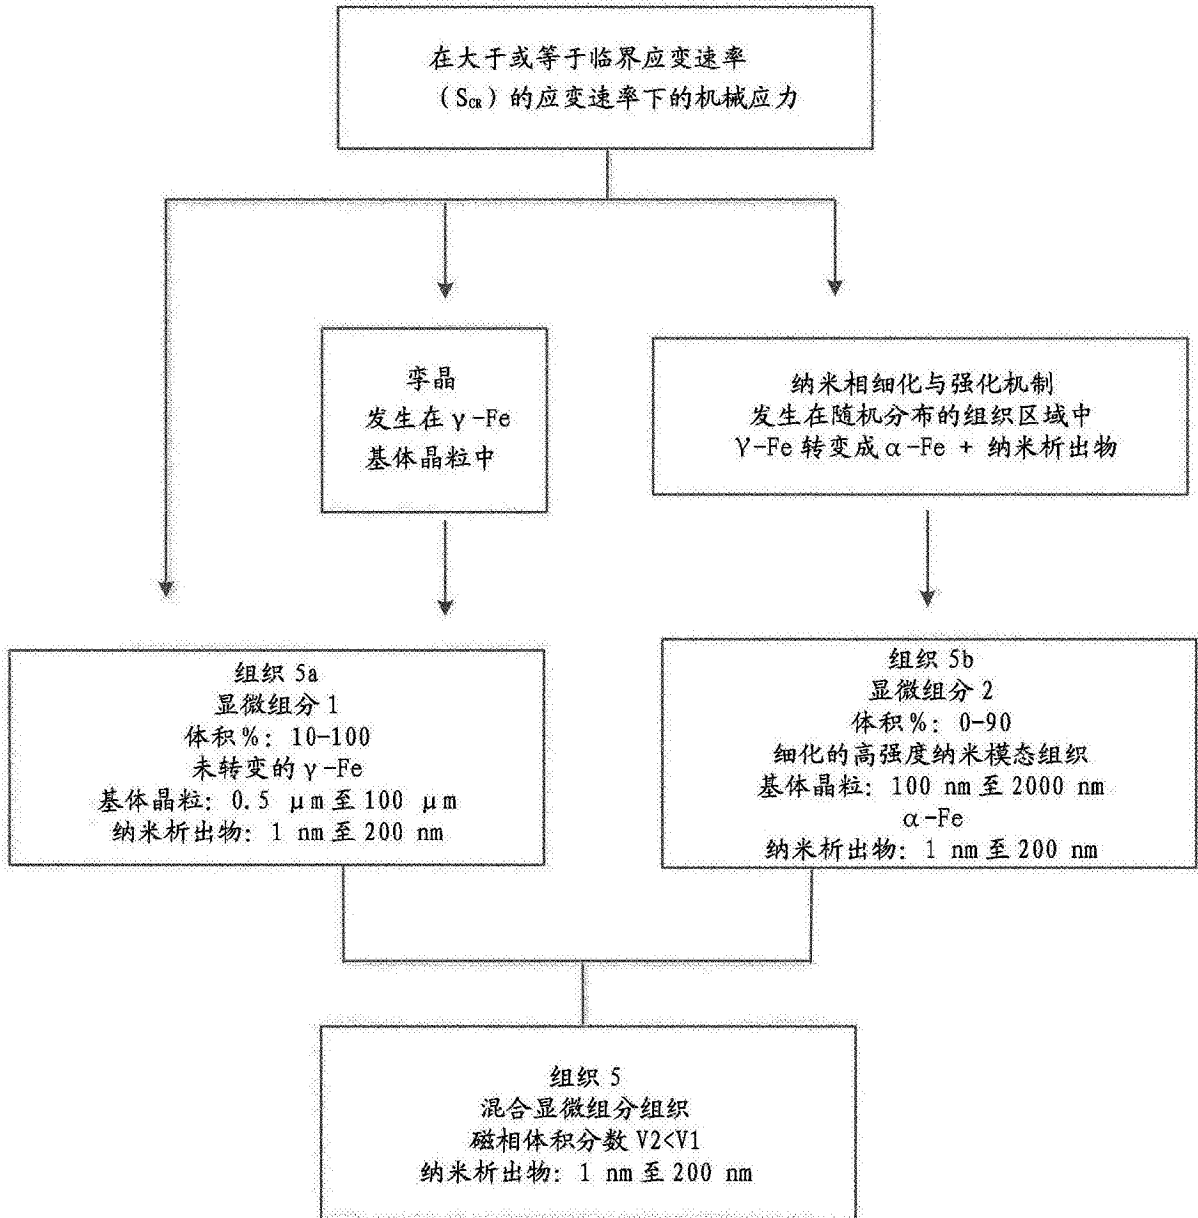 在大于或等于临界应变速率
（SCR）的应变速率下的机械应力
孪晶
发生在γ-Fe
基体晶粒中
纳米相细化与强化机制
发生在随机分布的组织区域中
γ-Fe转变成α-Fe + 纳米析出物
组织 5a
显微组分1
体积%: 10-100
未转变的γ-Fe
基体晶粒: 0.5 μm至100 μm
纳米析出物: 1 nm至200 nm
组织 5b
显微组分2
体积%: 0-90
细化的高强度纳米模态组织
基体晶粒: 100 nm至2000 nm
α-Fe
纳米析出物: 1 nm至200 nm
组织 5
混合显微组分组织
磁相体积分数 V2<V1
纳米析出物: 1 nm至200 nm